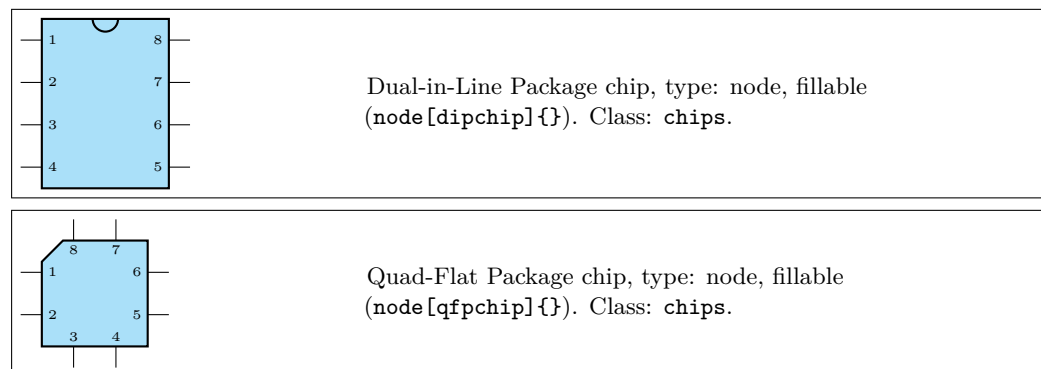 1 8
2 7
3 6
4 5
Dual-in-Line Package chip, type: node, fillable
(node[dipchip]{}). Class: chips.
8 7
1 6
2 5
3 4
Quad-Flat Package chip, type: node, fillable
(node[qfpchip]{}). Class: chips.